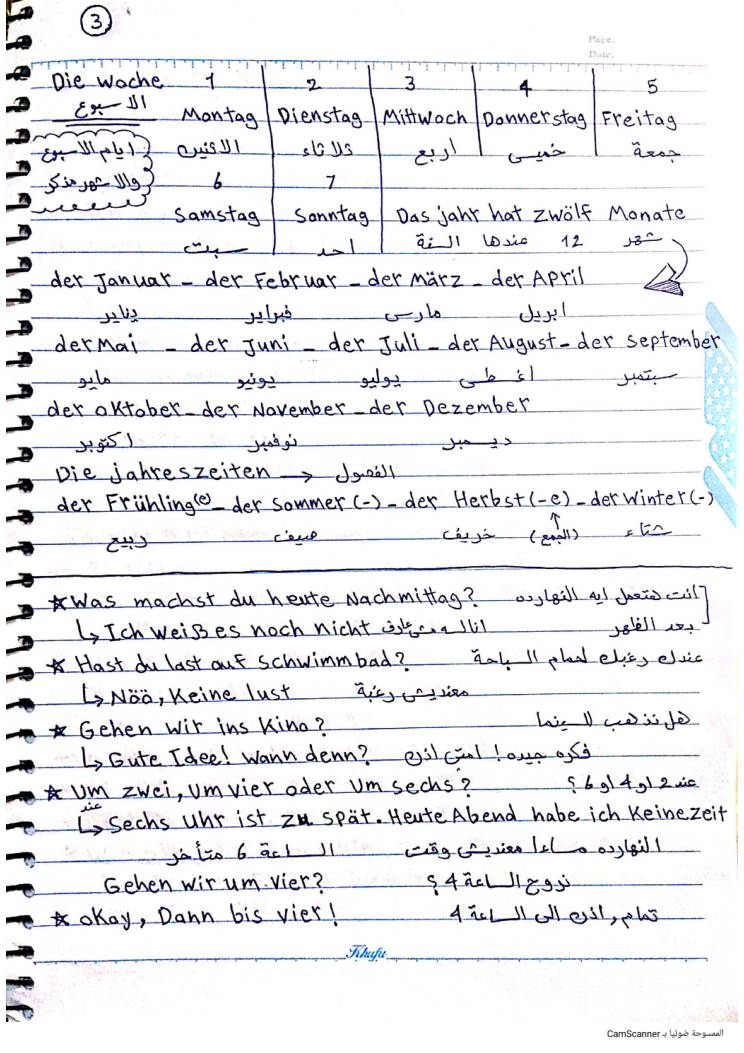 3
Page:
Date:
Die Woche 1 2 3 4 5
الاسبوع Montag Dienstag Mittwoch Donnerstag Freitag
ايام الاسبوع الاتنين ثلاثاء اربع خميس جمعة
والاشهر مذكر 6 7
Samstag Sonntag Das jahr hat zwölf Monate
سبت احد شهر 12 عندها السنة
der Januar - der Februar - der März - der April
يناير فبراير مارس ابريل
der Mai - der Juni - der Juli - der August - der September
مايو يونيو يوليو اغسطس سبتمبر
der oktober - der November - der Dezember
اكتوبر نوفمبر ديسمبر
Die jahreszeiten → الفصول
der Frühling(e) - der Sommer(-) - der Herbst(-e) - der Winter(-)
ربيع صيف خريف (الجمع) شتاء
☆ Was machst du heute Nachmittag? انت هتعمل ايه النهارده
↳ Ich weiß es noch nicht انا لسه مش عارف بعد الظهر
☆ Hast du last auf schwimmbad? عندك رغبك لحمام السباحة
↳ Nöö, Keine lust معنديش رغبة
☆ Gehen wir ins Kino? هل نذهب للسينما
↳ Gute Idee! Wann denn? فكره جيده! امتى اذن
☆ Um zwei, Um vier oder Um sechs? عند 2 او 4 او 6؟
عند
↳ Sechs Uhr ist zu spät. Heute Abend habe ich Keine zeit
الساعة 6 متأخر النهارده مساءا معنديش وقت
Gehen wir um vier? نروح الساعة 4؟
☆ okay, Dann bis vier! تمام, اذن الى الساعة 4
Khufu
الممسوحة ضوئيا بـ CamScanner